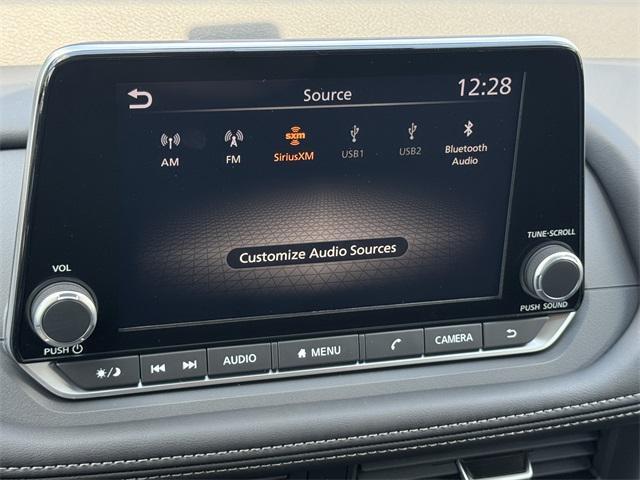 Source
12:28
AM
FM
sxm
SiriusXM
USB1
USB2
Bluetooth
Audio
Customize Audio Sources
VOL
PUSH
TUNE·SCROLL
PUSH SOUND
AUDIO
MENU
CAMERA